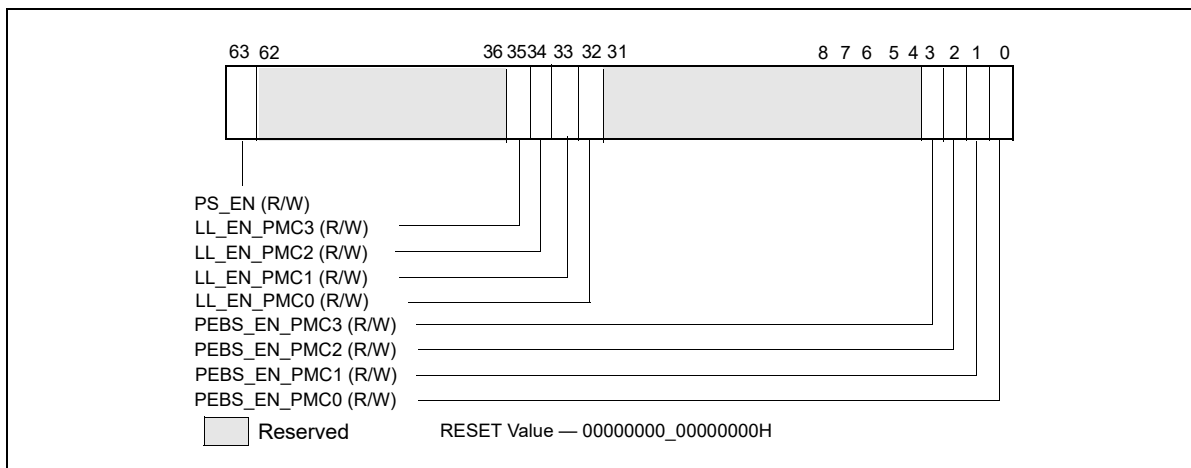 63 62 36 35 34 33 32 31 8 7 6 5 4 3 2 1 0
PS_EN (R/W)
LL_EN_PMC3 (R/W)
LL_EN_PMC2 (R/W)
LL_EN_PMC1 (R/W)
LL_EN_PMC0 (R/W)
PEBS_EN_PMC3 (R/W)
PEBS_EN_PMC2 (R/W)
PEBS_EN_PMC1 (R/W)
PEBS_EN_PMC0 (R/W)
Reserved RESET Value — 00000000_00000000H